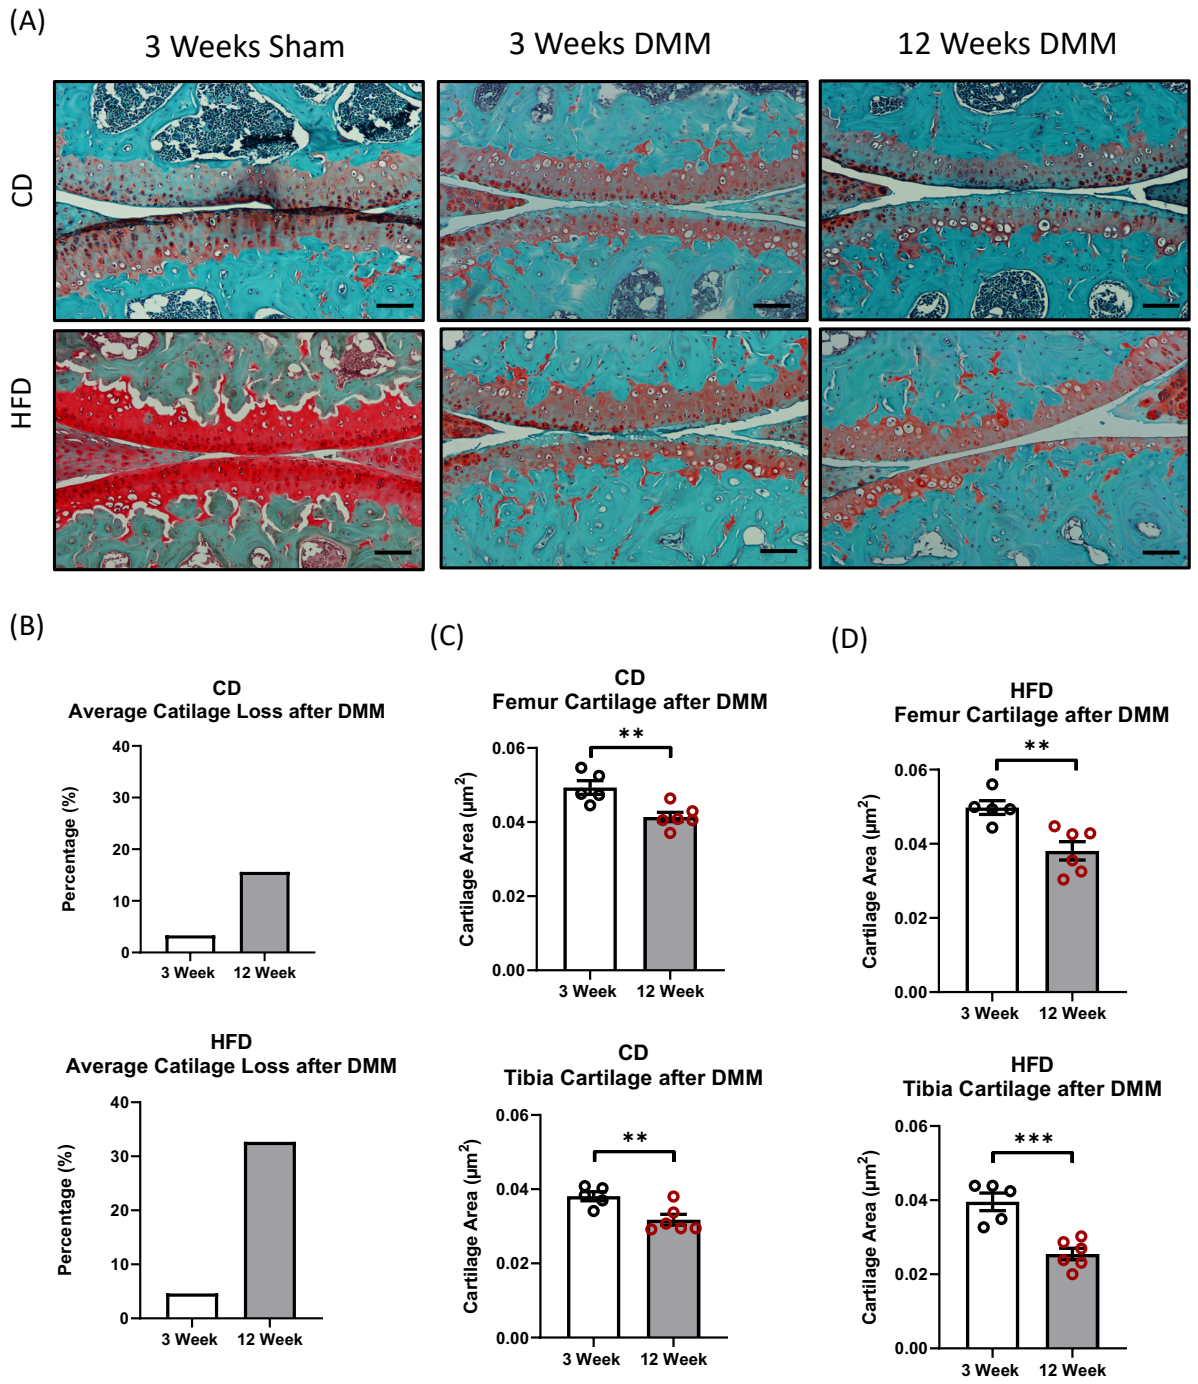 (A)
3 Weeks Sham
3 Weeks DMM
12 Weeks DMM
CD
HFD
(B)
CD
Average Catilage Loss after DMM
Percentage (%)
40
30
20
10
0
3 Week
12 Week
HFD
Average Catilage Loss after DMM
Percentage (%)
40
30
20
10
0
3 Week
12 Week
(C)
CD
Femur Cartilage after DMM
Cartilage Area (µm²)
0.06
0.04
0.02
0.00
**
3 Week
12 Week
CD
Tibia Cartilage after DMM
Cartilage Area (µm²)
0.06
0.04
0.02
0.00
**
3 Week
12 Week
(D)
HFD
Femur Cartilage after DMM
Cartilage Area (µm²)
0.06
0.04
0.02
0.00
**
3 Week
12 Week
HFD
Tibia Cartilage after DMM
Cartilage Area (µm²)
0.06
0.04
0.02
0.00
***
3 Week
12 Week